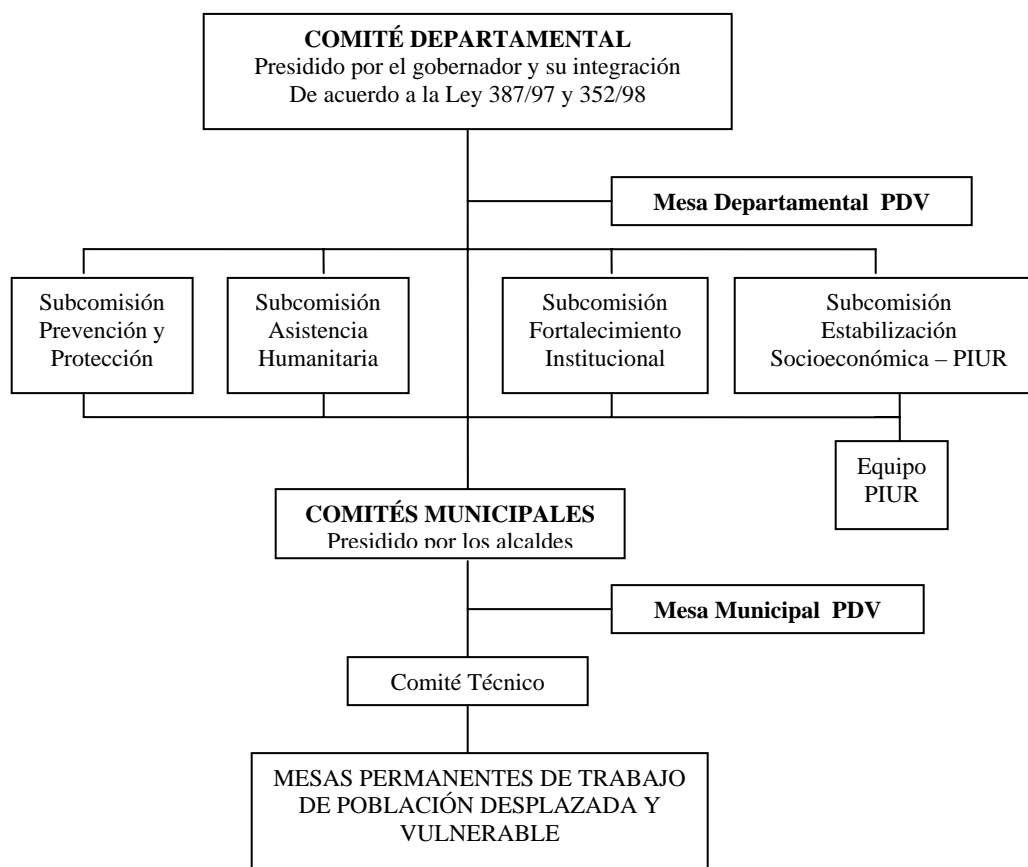 COMITÉ DEPARTAMENTAL
Presidido por el gobernador y su integración
De acuerdo a la Ley 387/97 y 352/98
Mesa Departamental PDV
Subcomisión
Prevención y
Protección
Subcomisión
Asistencia
Humanitaria
Subcomisión
Fortalecimiento
Institucional
Subcomisión
Estabilización
Socioeconómica – PIUR
Equipo
PIUR
COMITÉS MUNICIPALES
Presidido por los alcaldes
Mesa Municipal PDV
Comité Técnico
MESAS PERMANENTES DE TRABAJO
DE POBLACIÓN DESPLAZADA Y
VULNERABLE